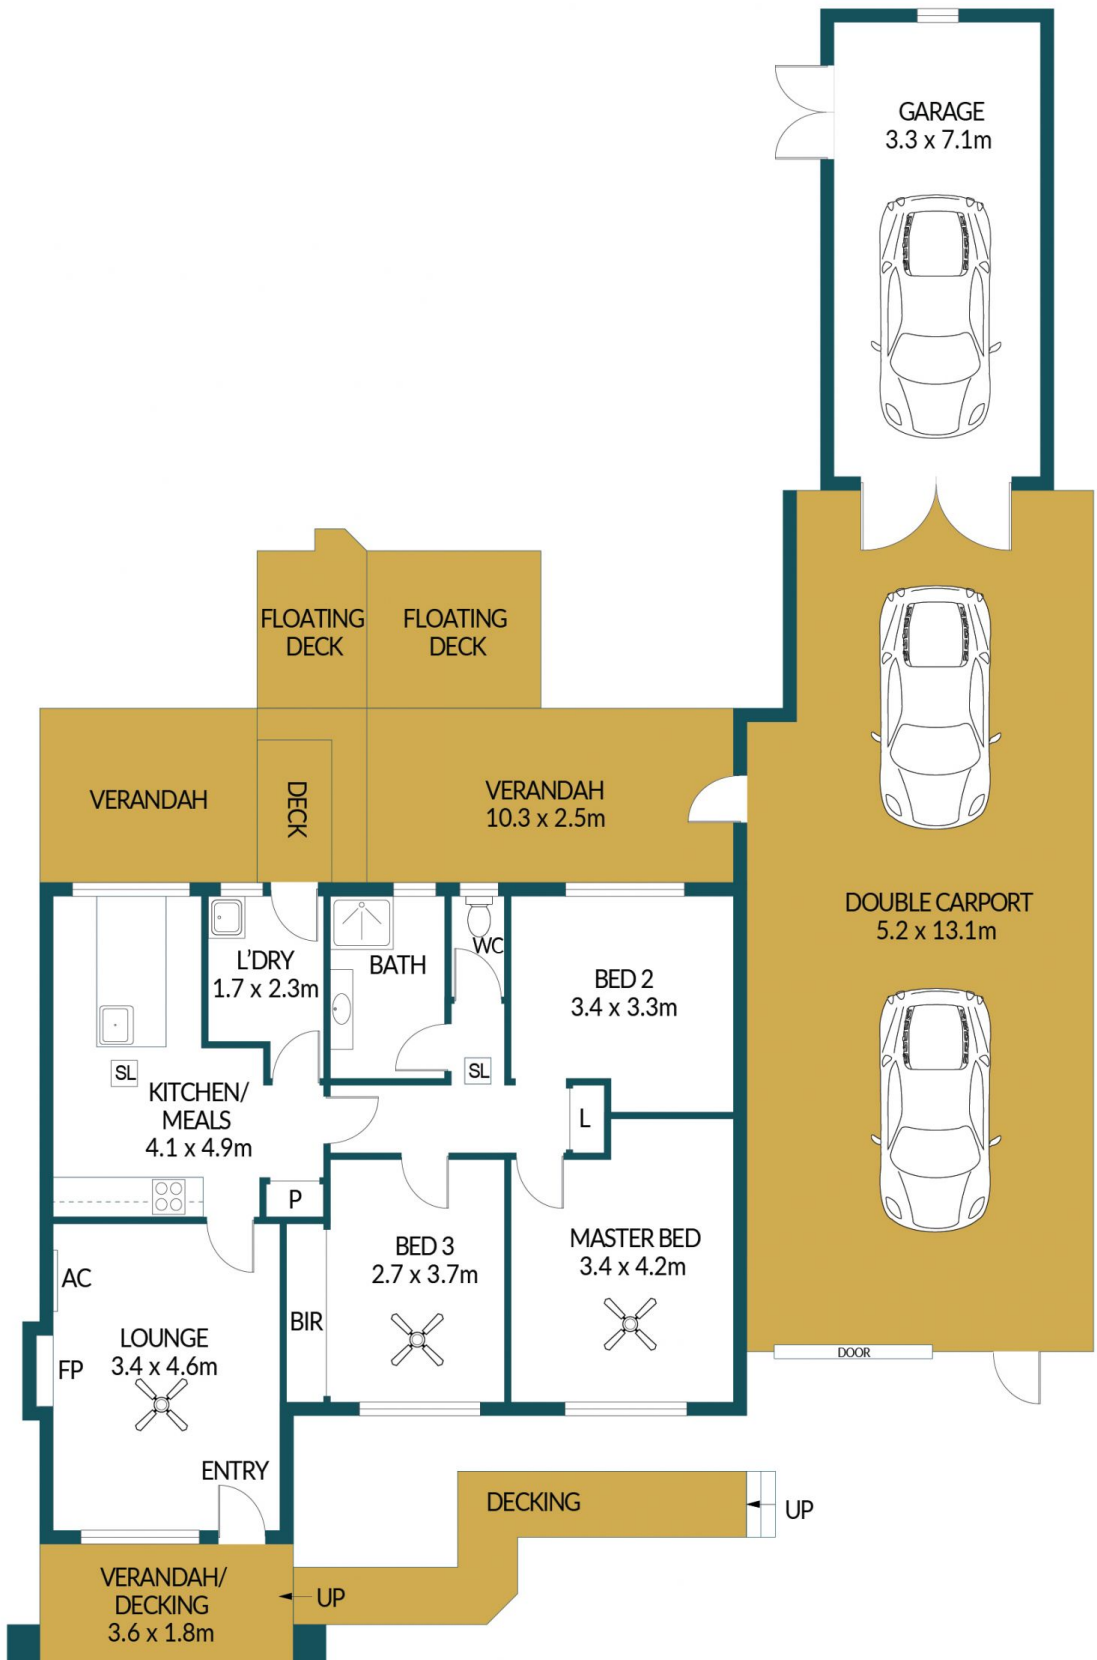 GARAGE
3.3 x 7.1m
FLOATING
DECK
FLOATING
DECK
VERANDAH
DECK
VERANDAH
10.3 x 2.5m
DOUBLE CARPORT
5.2 x 13.1m
L'DRY
1.7 x 2.3m
BATH
WC
BED 2
3.4 x 3.3m
SL
SL
KITCHEN/
MEALS
4.1 x 4.9m
L
P
AC
BED 3
2.7 x 3.7m
MASTER BED
3.4 x 4.2m
BIR
LOUNGE
3.4 x 4.6m
FP
DOOR
ENTRY
DECKING
UP
VERANDAH/
DECKING
3.6 x 1.8m
UP